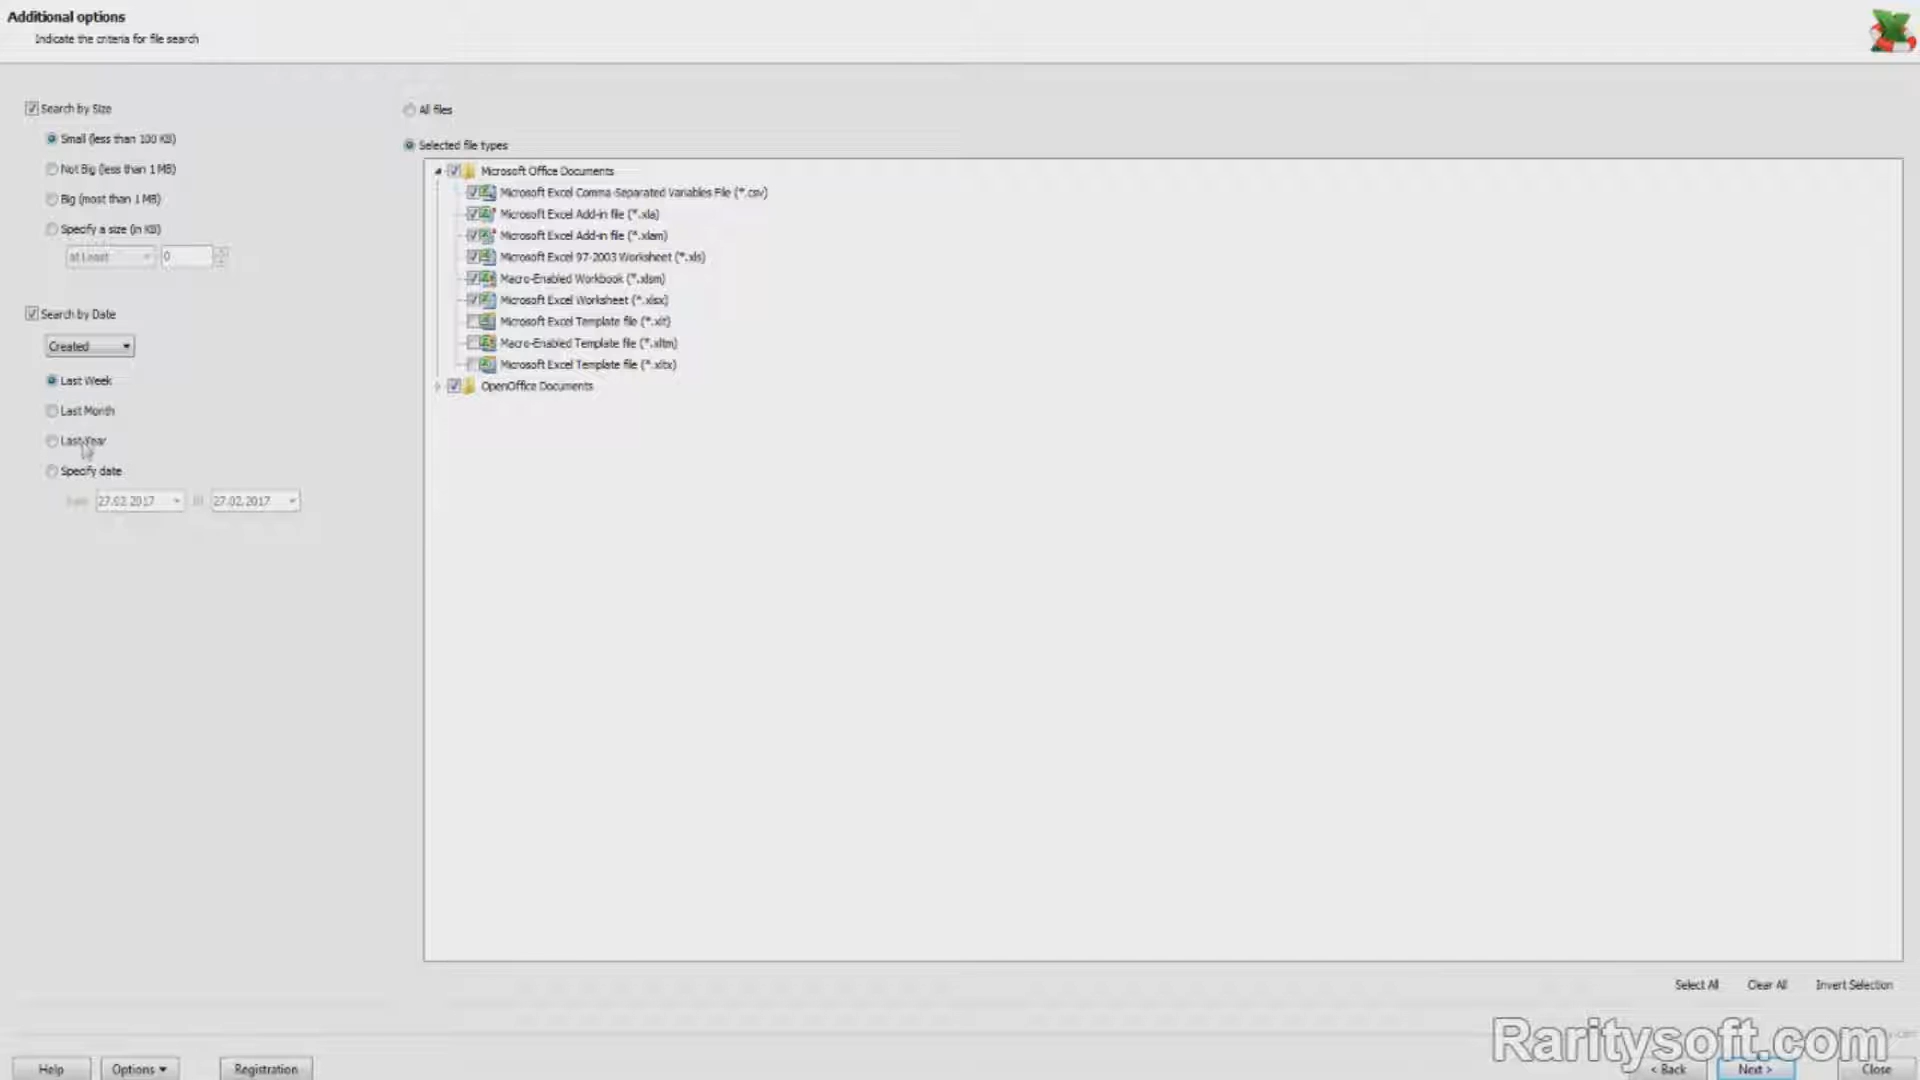 Additional options
Indicate the criteria for file search
Search by Size
Small (less than 100 KB)
Not Big (less than 1 MB)
Big (most than 1 MB)
Specify a size (in KB)
at Least
0
Search by Date
Created
Last Week
Last Month
Last Year
Specify date
27.02.2017
27.02.2017
All files
Selected file types
Microsoft Office Documents
Microsoft Excel Comma-Separated Variables File (*.csv)
Microsoft Excel Add-in file (*.xla)
Microsoft Excel Add-in file (*.xlam)
Microsoft Excel 97-2003 Worksheet (*.xls)
Macro-Enabled Workbook (*.xlsm)
Microsoft Excel Worksheet (*.xlsx)
Microsoft Excel Template file (*.xlt)
Macro-Enabled Template file (*.xltm)
Microsoft Excel Template file (*.xltx)
OpenOffice Documents
Select All Clear All Invert Selection
Raritysoft.com
Help Options Registration < Back Next > Close